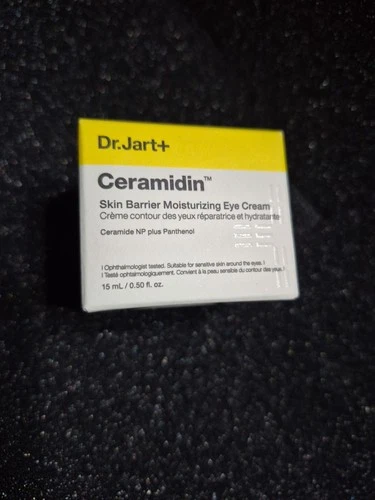 Dr.Jart+
Ceramidin™
Skin Barrier Moisturizing Eye Cream
Crème contour des yeux réparatrice et hydratante
Ceramide NP plus Panthenol
I Ophthalmologist tested. Suitable for sensitive skin around the eyes. I
I Testé ophtalmologiquement. Convient à la peau sensible du contour des yeux. I
15 mL / 0.50 fl. oz.